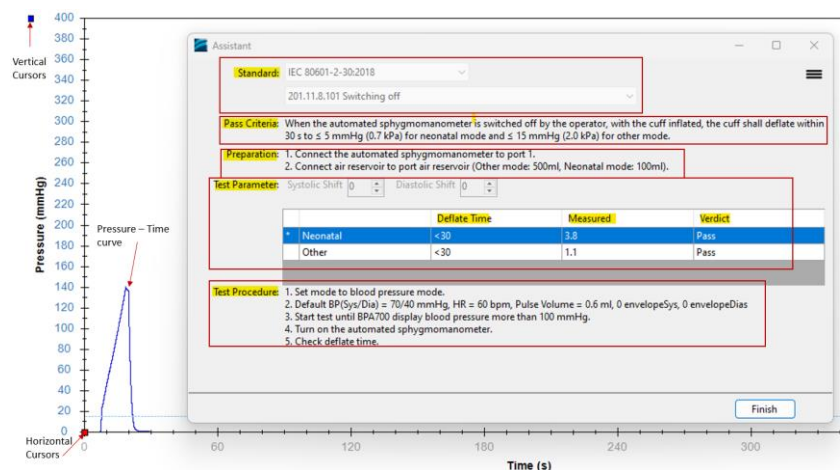 400
380
360
340
320
300
280
260
240
220
200
180
160
140
120
100
80
60
40
20
0
Pressure (mmHg)
Vertical
Cursors
Pressure – Time
curve
Horizontal
Cursors
0
60
120
180
240
300
Time (s)
Assistant
Standard: IEC 80601-2-30:2018
201.11.8.101 Switching off
Pass Criteria: When the automated sphygmomanometer is switched off by the operator, with the cuff inflated, the cuff shall deflate within
30 s to ≤ 5 mmHg (0.7 kPa) for neonatal mode and ≤ 15 mmHg (2.0 kPa) for other mode.
Preparation: 1. Connect the automated sphygmomanometer to port 1.
2. Connect air reservoir to port air reservoir (Other mode: 500ml, Neonatal mode: 100ml).
Test Parameter: Systolic Shift 0 Diastolic Shift 0
Deflate Time Measured Verdict
* Neonatal <30 3.8 Pass
Other <30 1.1 Pass
Test Procedure: 1. Set mode to blood pressure mode.
2. Default BP(Sys/Dia) = 70/40 mmHg, HR = 60 bpm, Pulse Volume = 0.6 ml, 0 envelopeSys, 0 envelopeDias
3. Start test until BPA700 display blood pressure more than 100 mmHg.
4. Turn on the automated sphygmomanometer.
5. Check deflate time.
Finish